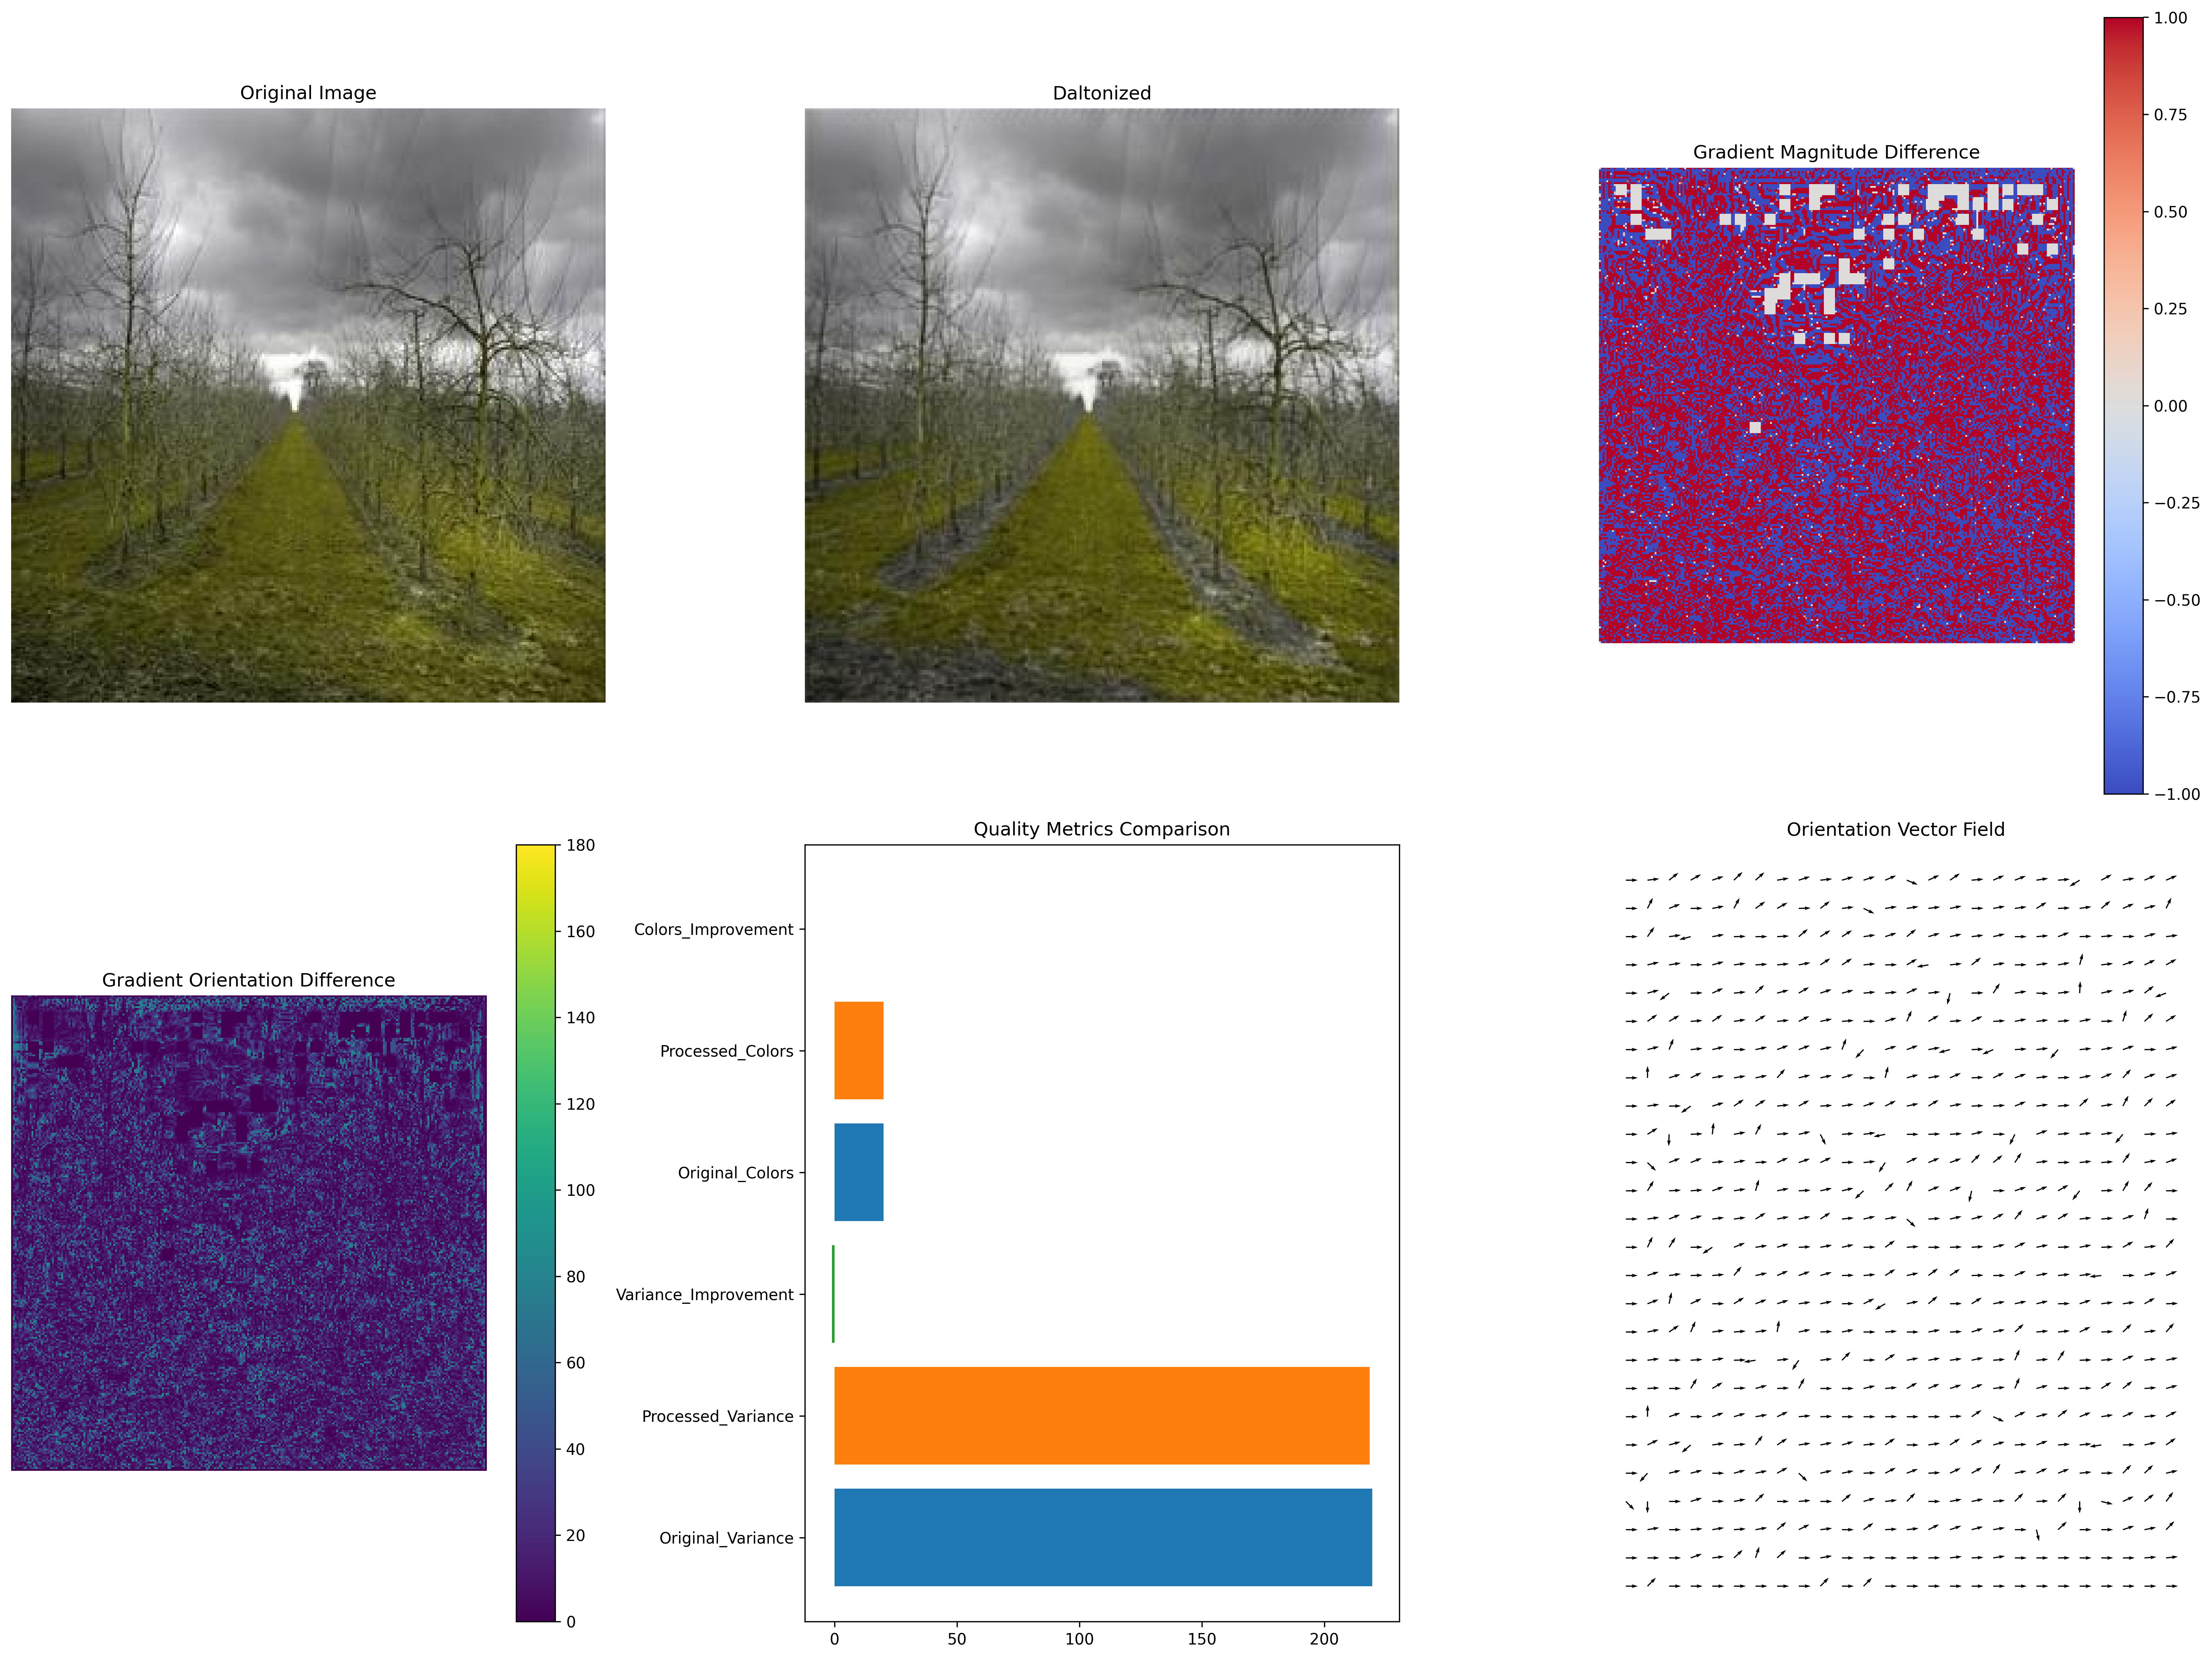 Original Image
Daltonized
Gradient Magnitude Difference
1.00
0.75
0.50
0.25
0.00
−0.25
−0.50
−0.75
−1.00
Gradient Orientation Difference
180
160
140
120
100
80
60
40
20
0
Quality Metrics Comparison
Colors_Improvement
Processed_Colors
Original_Colors
Variance_Improvement
Processed_Variance
Original_Variance
0 50 100 150 200
Orientation Vector Field